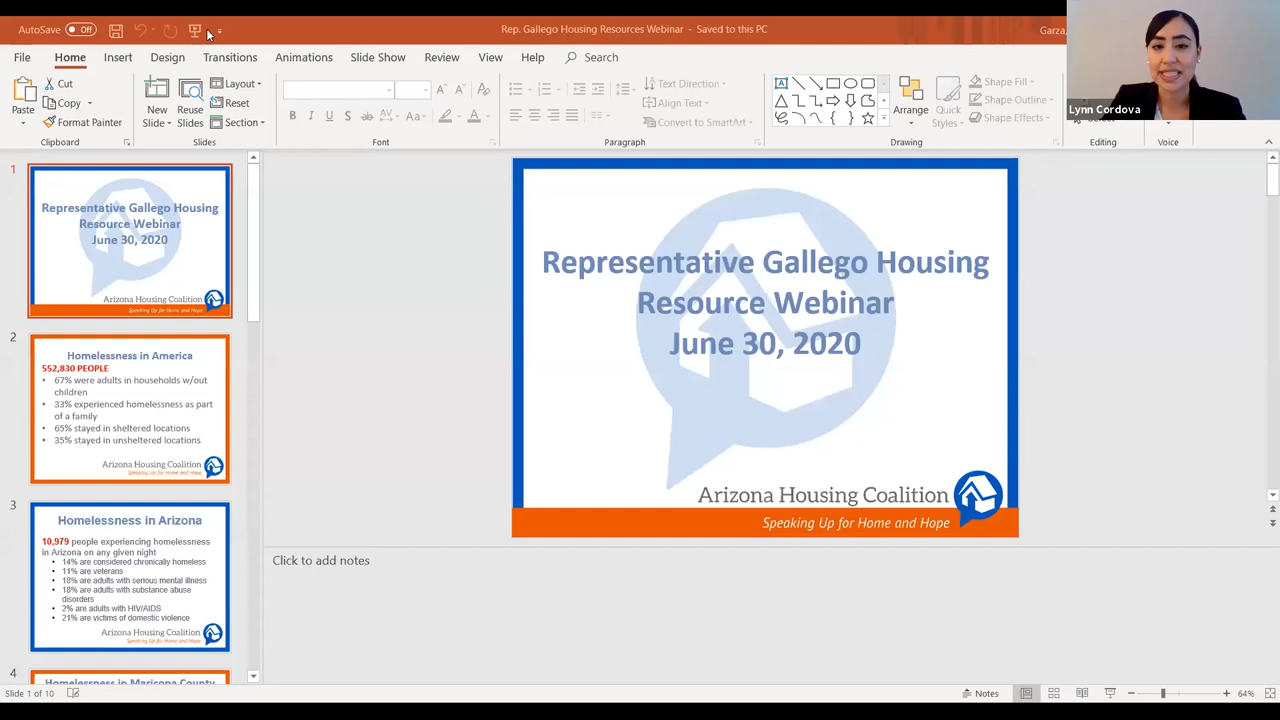 AutoSave Off
Rep. Gallego Housing Resources Webinar - Saved to this PC
Garza,
File Home Insert Design Transitions Animations Slide Show Review View Help Search
Lynn Cordova
Paste
Cut
Copy
Format Painter
Clipboard
New
Slide
Reuse
Slides
Layout
Reset
Section
Slides
Font
Text Direction
Align Text
Convert to SmartArt
Paragraph
Arrange
Quick
Styles
Shape Fill
Shape Outline
Shape Effects
Drawing
Editing
Voice
1
Representative Gallego Housing
Resource Webinar
June 30, 2020
Arizona Housing Coalition
Speaking Up for Home and Hope
2
Homelessness in America
552,830 PEOPLE
• 67% were adults in households w/out
children
• 33% experienced homelessness as part
of a family
• 65% stayed in sheltered locations
• 35% stayed in unsheltered locations
Arizona Housing Coalition
Speaking Up for Home and Hope
3
Homelessness in Arizona
10,979 people experiencing homelessness
in Arizona on any given night
• 14% are considered chronically homeless
• 11% are veterans
• 18% are adults with serious mental illness
• 18% are adults with substance abuse
disorders
• 2% are adults with HIV/AIDS
• 21% are victims of domestic violence
Arizona Housing Coalition
Speaking Up for Home and Hope
4
Homelessness in Maricopa County
Representative Gallego Housing
Resource Webinar
June 30, 2020
Arizona Housing Coalition
Speaking Up for Home and Hope
Click to add notes
Slide 1 of 10
Notes
64%